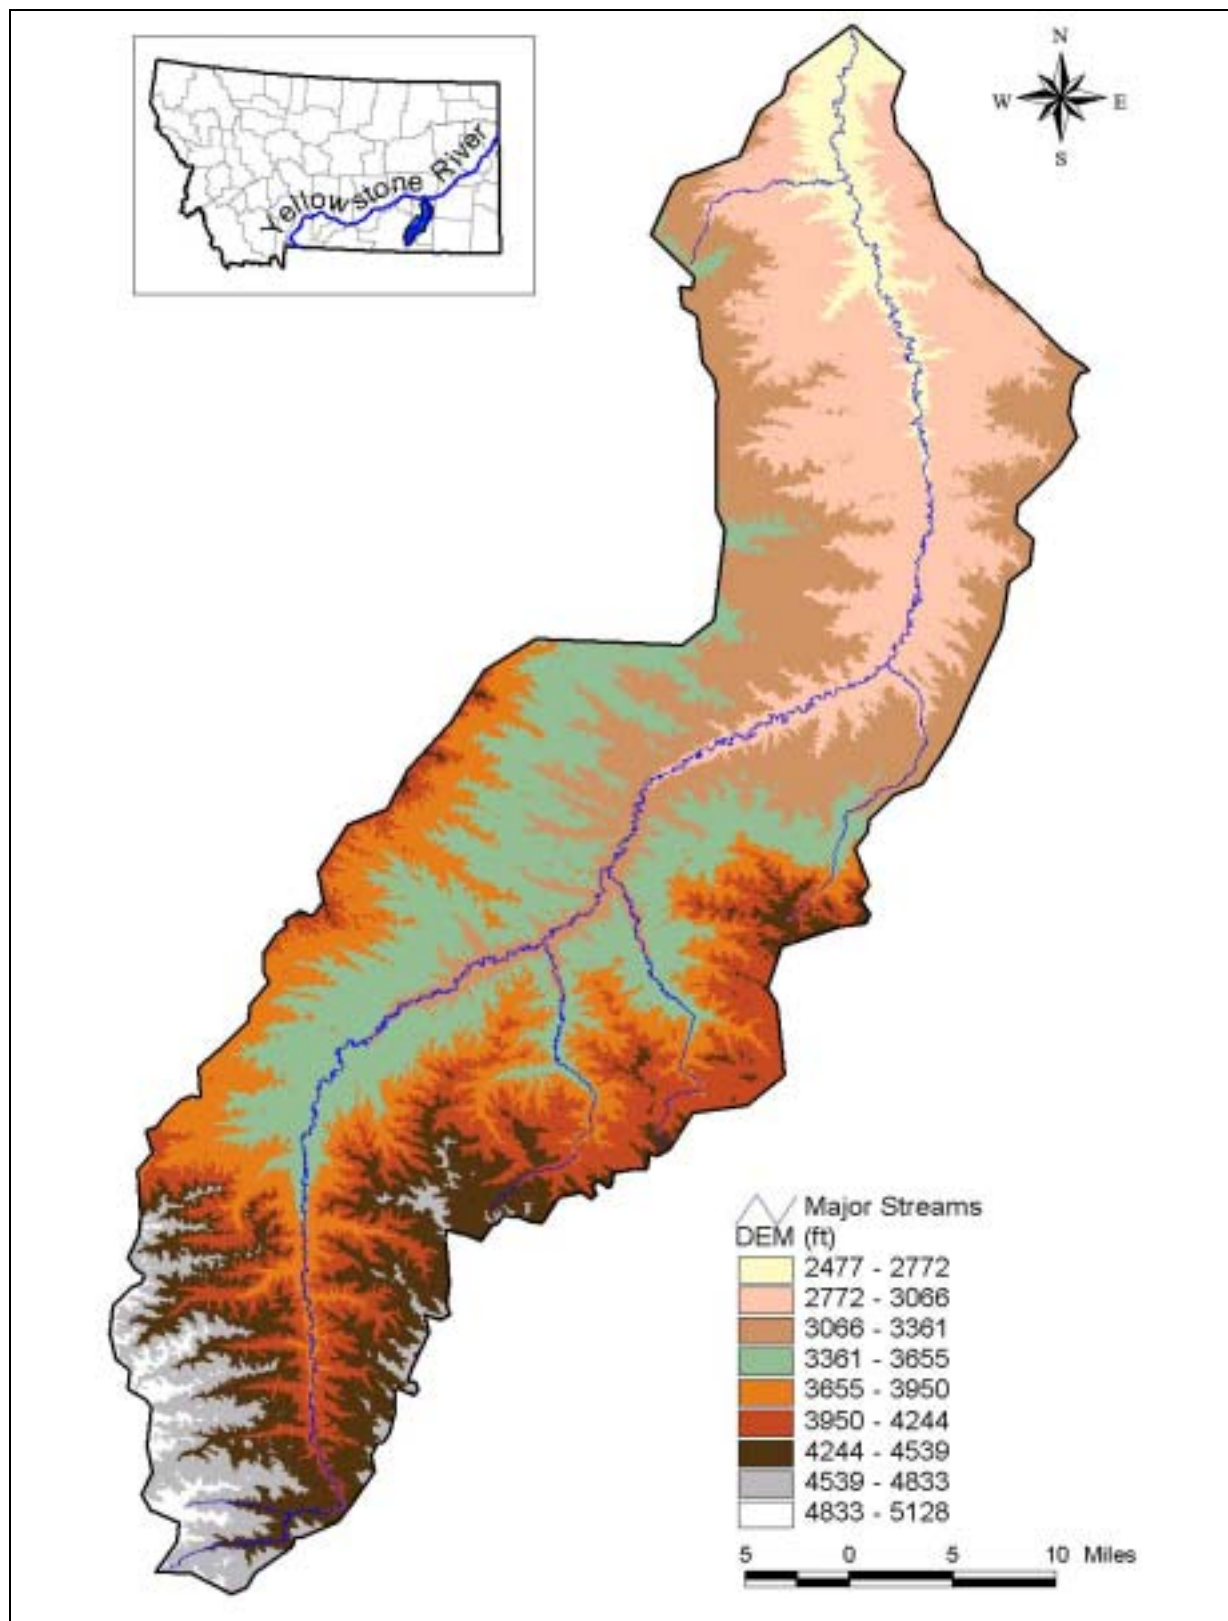 Yellowstone River
N
W
E
S
Major Streams
DEM (ft)
2477 - 2772
2772 - 3066
3066 - 3361
3361 - 3655
3655 - 3950
3950 - 4244
4244 - 4539
4539 - 4833
4833 - 5128
5 0 5 10 Miles